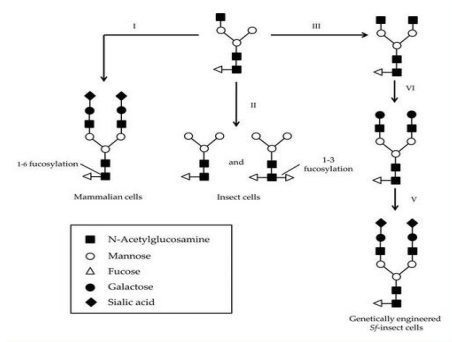 I
III
II
VI
1-6 fucosylation
and
1-3
fucosylation
Mammalian cells
Insect cells
V
N-Acetylglucosamine
Mannose
Fucose
Galactose
Sialic acid
Genetically engineered
Sf-insect cells